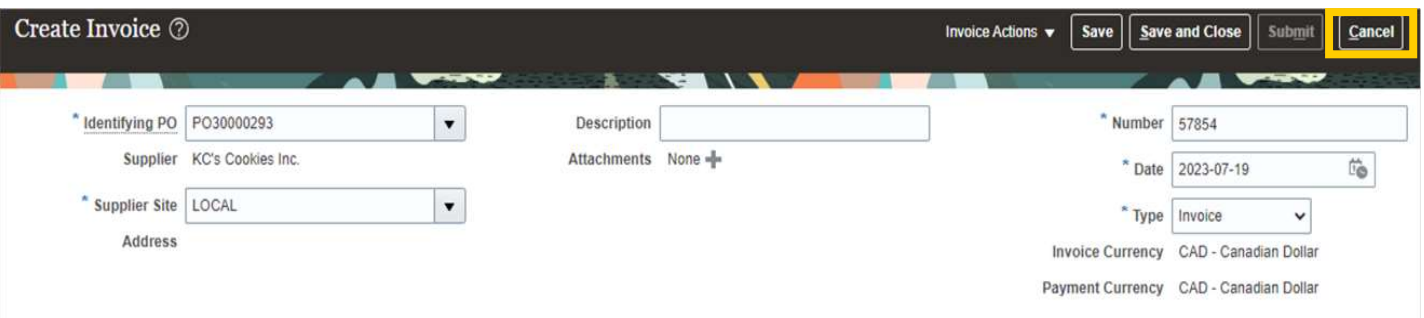 Create Invoice ?
Invoice Actions ▼ Save Save and Close Submit Cancel
* Identifying PO PO30000293
Supplier KC's Cookies Inc.
* Supplier Site LOCAL
Address
Description
Attachments None
* Number 57854
* Date 2023-07-19
* Type Invoice
Invoice Currency CAD - Canadian Dollar
Payment Currency CAD - Canadian Dollar